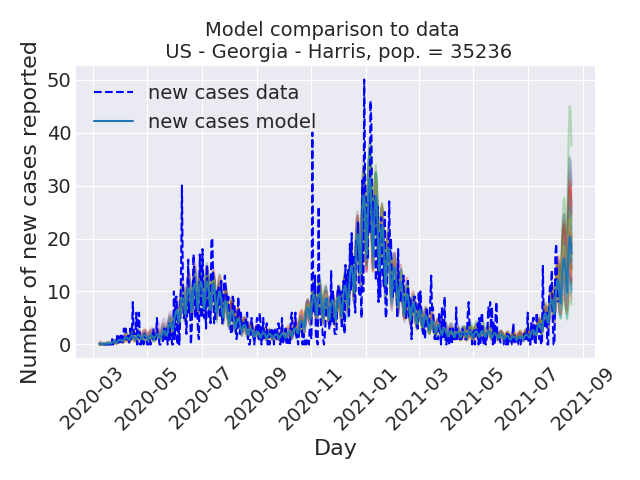 Model comparison to data
US - Georgia - Harris, pop. = 35236
Number of new cases reported
50
40
30
20
10
0
new cases data
new cases model
2020-03
2020-05
2020-07
2020-09
2020-11
2021-01
2021-03
2021-05
2021-07
2021-09
Day